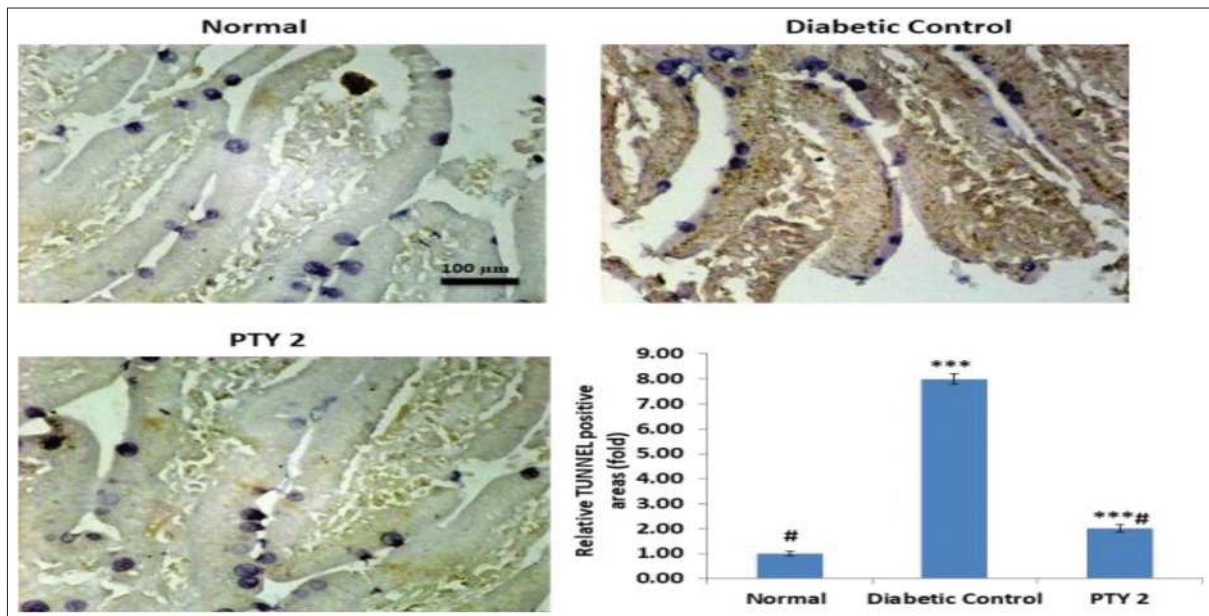 Normal
Diabetic Control
100 µm
PTY 2
Relative TUNNEL positive
areas (fold)
9.00
8.00
7.00
6.00
5.00
4.00
3.00
2.00
1.00
0.00
#
***
***#
Normal
Diabetic Control
PTY 2